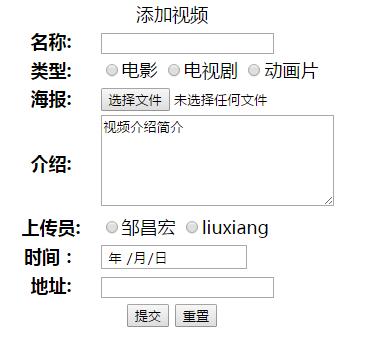 添加视频
名称:
类型: 电影 电视剧 动画片
海报: 选择文件 未选择任何文件
视频介绍简介
介绍:
上传员: 邹昌宏 liuxiang
时间： 年 /月/日
地址:
提交 重置